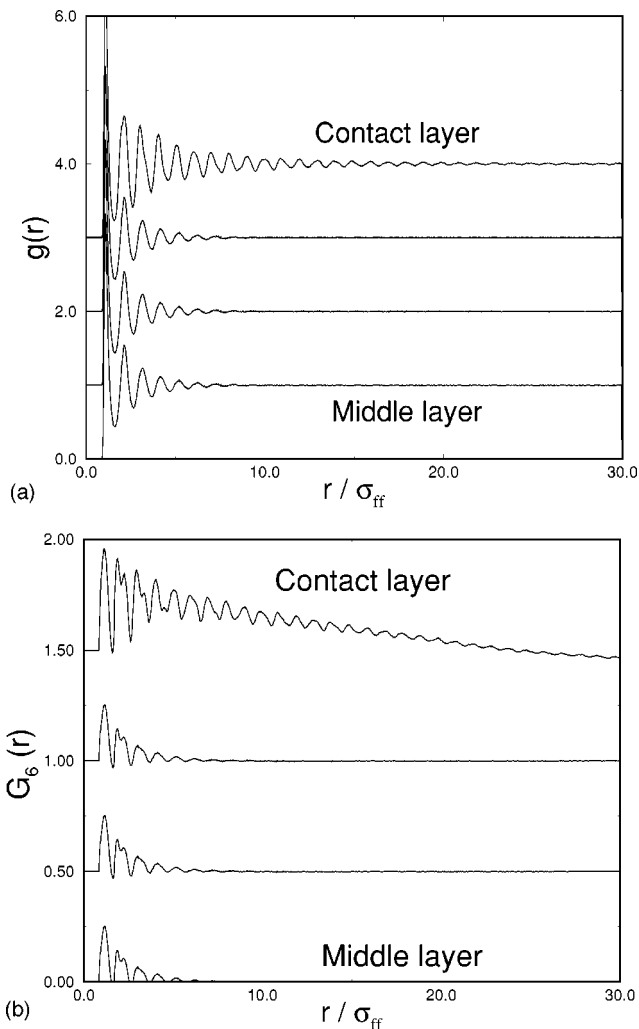 6.0
Contact layer
4.0
g(r)
2.0
Middle layer
0.0
0.0 10.0 20.0 30.0
(a) r / σff
2.00
Contact layer
1.50
G6 (r)
1.00
0.50
Middle layer
0.00
0.0 10.0 20.0 30.0
(b) r / σff